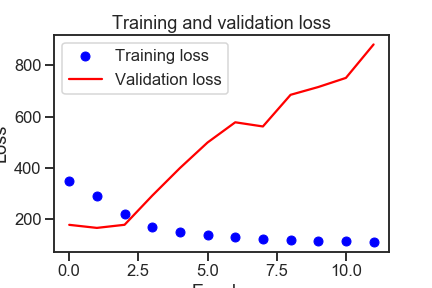 Training and validation loss
Training loss
Validation loss
800
600
400
200
Loss
0.0 2.5 5.0 7.5 10.0